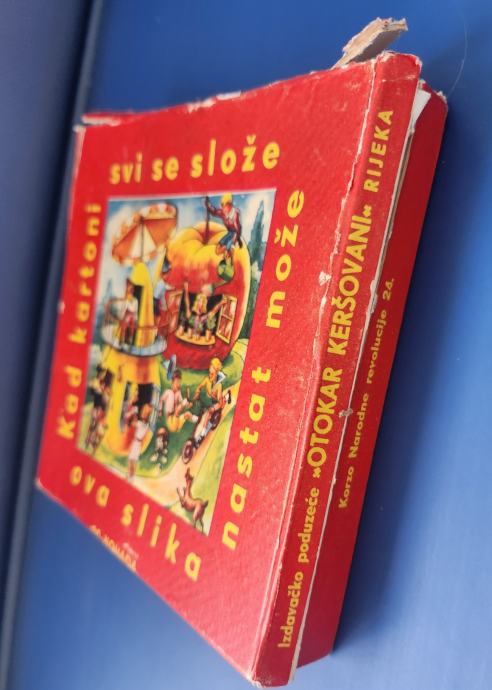 Kad kartoni
svi se slože
nastat može
ova slika
Izdavačko poduzeće »OTOKAR KERŠOVANI« RIJEKA
Korzo Narodne revolucije 24.